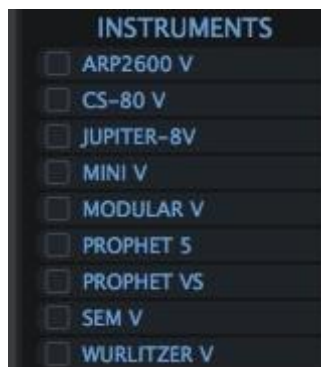 INSTRUMENTS
ARP2600 V
CS-80 V
JUPITER-8V
MINI V
MODULAR V
PROPHET 5
PROPHET VS
SEM V
WURLITZER V